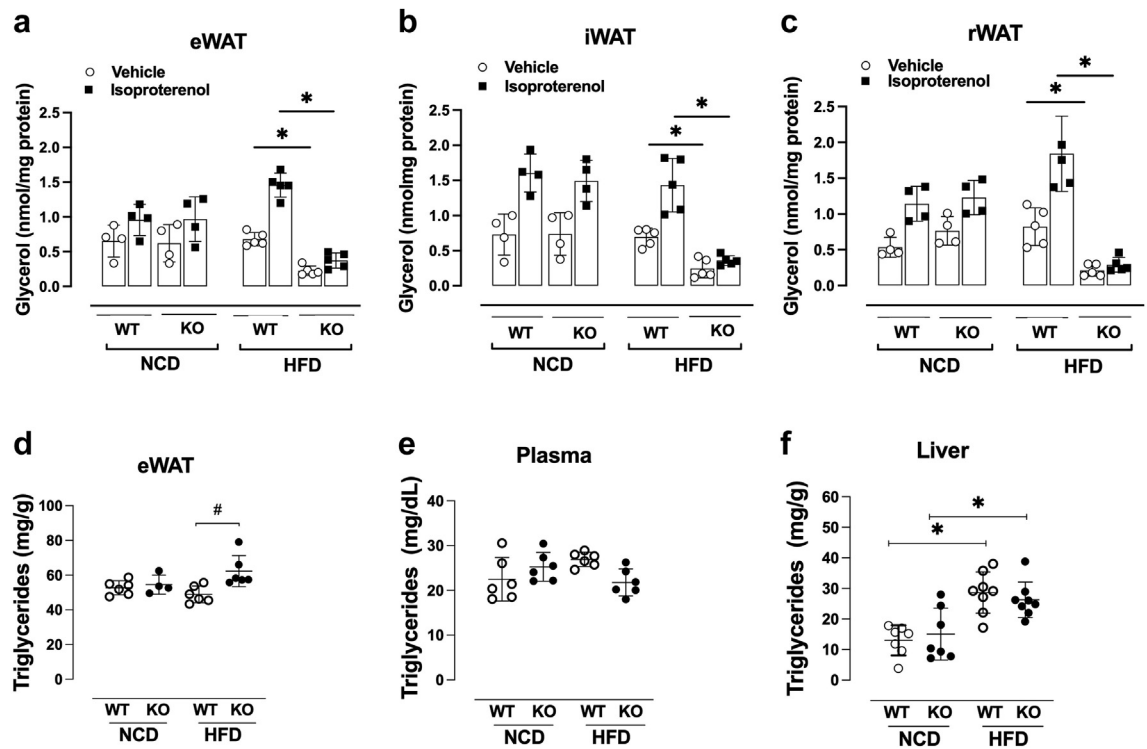 a
eWAT
Vehicle
Isoproterenol
Glycerol (nmol/mg protein)
2.5
2.0
1.5
1.0
0.5
0.0
*
*
WT
KO
WT
KO
NCD
HFD
b
iWAT
Vehicle
Isoproterenol
Glycerol (nmolmg protein)
2.5
2.0
1.5
1.0
0.5
0.0
*
*
WT
KO
WT
KO
NCD
HFD
c
rWAT
Vehicle
Isoproterenol
Glycerol (nmol/mg protein)
2.5
2.0
1.5
1.0
0.5
0.0
*
*
WT
KO
WT
KO
NCD
HFD
d
eWAT
Triglycerides (mg/g)
100
80
60
40
20
0
#
WT KO WT KO
NCD HFD
e
Plasma
Triglycerides (mg/dL)
40
30
20
10
0
WT KO WT KO
NCD HFD
f
Liver
Triglycerides (mg/g)
60
50
40
30
20
10
0
*
*
WT KO WT KO
NCD HFD